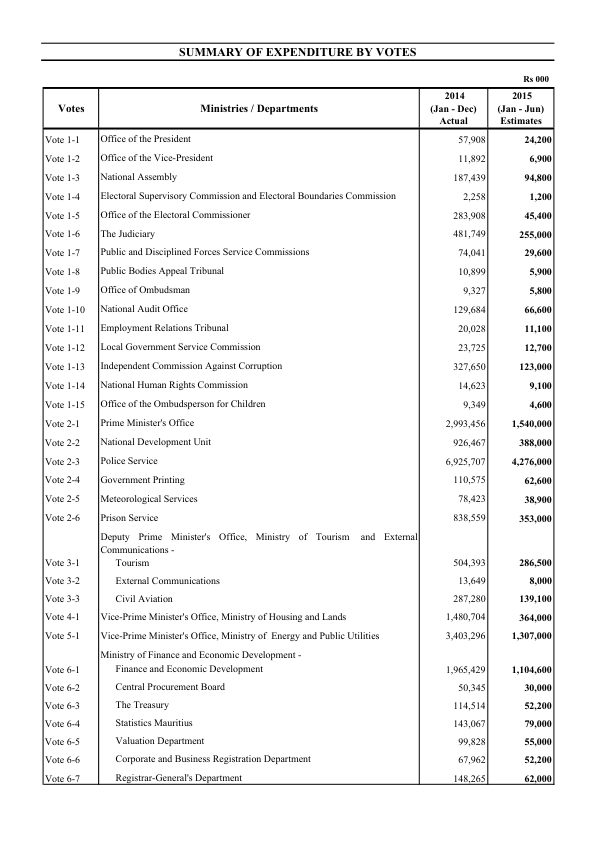 SUMMARY OF EXPENDITURE BY VOTES
Rs 000
Votes Ministries / Departments 2014 (Jan - Dec) Actual 2015 (Jan - Jun) Estimates
Vote 1-1 Office of the President 57,908 24,200
Vote 1-2 Office of the Vice-President 11,892 6,900
Vote 1-3 National Assembly 187,439 94,800
Vote 1-4 Electoral Supervisory Commission and Electoral Boundaries Commission 2,258 1,200
Vote 1-5 Office of the Electoral Commissioner 283,908 45,400
Vote 1-6 The Judiciary 481,749 255,000
Vote 1-7 Public and Disciplined Forces Service Commissions 74,041 29,600
Vote 1-8 Public Bodies Appeal Tribunal 10,899 5,900
Vote 1-9 Office of Ombudsman 9,327 5,800
Vote 1-10 National Audit Office 129,684 66,600
Vote 1-11 Employment Relations Tribunal 20,028 11,100
Vote 1-12 Local Government Service Commission 23,725 12,700
Vote 1-13 Independent Commission Against Corruption 327,650 123,000
Vote 1-14 National Human Rights Commission 14,623 9,100
Vote 1-15 Office of the Ombudsperson for Children 9,349 4,600
Vote 2-1 Prime Minister's Office 2,993,456 1,540,000
Vote 2-2 National Development Unit 926,467 388,000
Vote 2-3 Police Service 6,925,707 4,276,000
Vote 2-4 Government Printing 110,575 62,600
Vote 2-5 Meteorological Services 78,423 38,900
Vote 2-6 Prison Service 838,559 353,000
Deputy Prime Minister's Office, Ministry of Tourism and External
Communications -
Vote 3-1 Tourism 504,393 286,500
Vote 3-2 External Communications 13,649 8,000
Vote 3-3 Civil Aviation 287,280 139,100
Vote 4-1 Vice-Prime Minister's Office, Ministry of Housing and Lands 1,480,704 364,000
Vote 5-1 Vice-Prime Minister's Office, Ministry of Energy and Public Utilities 3,403,296 1,307,000
Ministry of Finance and Economic Development -
Vote 6-1 Finance and Economic Development 1,965,429 1,104,600
Vote 6-2 Central Procurement Board 50,345 30,000
Vote 6-3 The Treasury 114,514 52,200
Vote 6-4 Statistics Mauritius 143,067 79,000
Vote 6-5 Valuation Department 99,828 55,000
Vote 6-6 Corporate and Business Registration Department 67,962 52,200
Vote 6-7 Registrar-General's Department 148,265 62,000